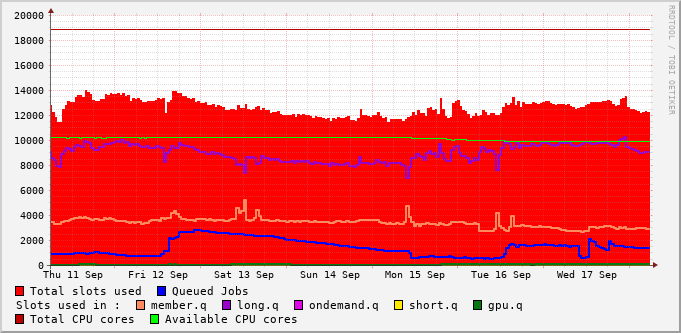 RRDTOOL / TOBI OETIKER
20000
18000
16000
14000
12000
10000
8000
6000
4000
2000
0
Thu 11 Sep Fri 12 Sep Sat 13 Sep Sun 14 Sep Mon 15 Sep Tue 16 Sep Wed 17 Sep
Total slots used Queued Jobs
Slots used in : member.q long.q ondemand.q short.q gpu.q
Total CPU cores Available CPU cores